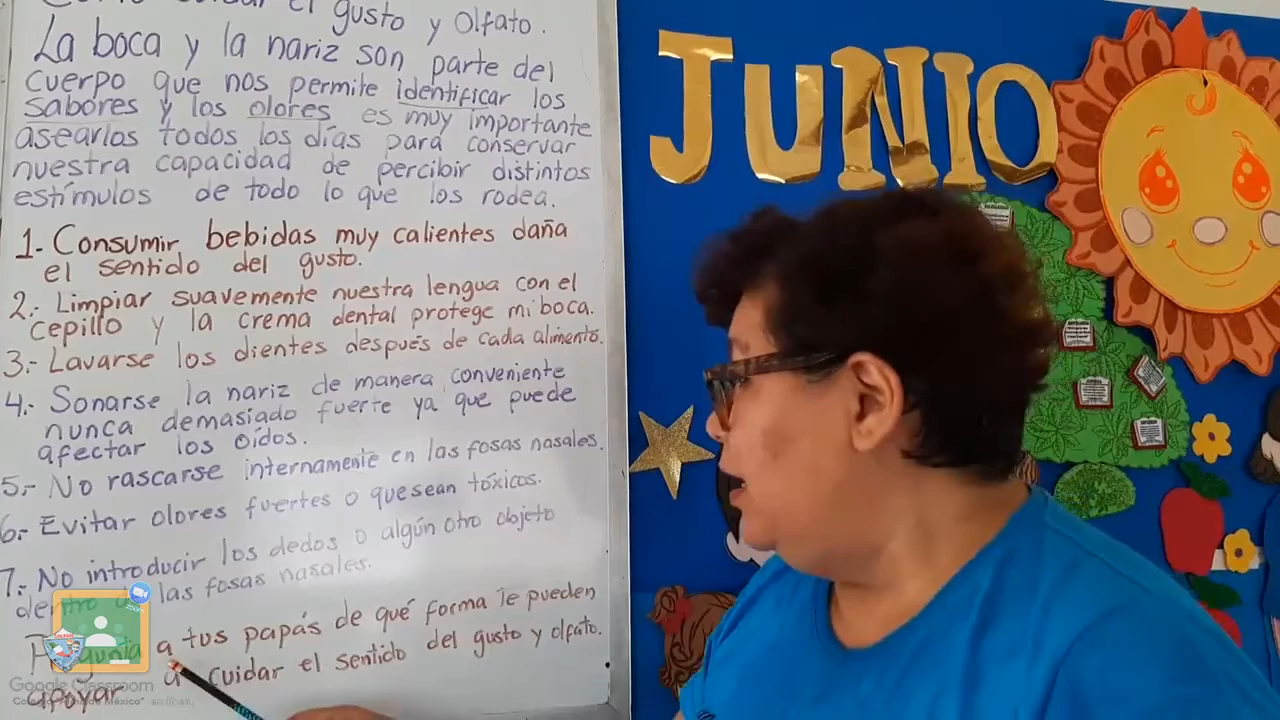 Como cuidar el gusto y Olfato.
La boca y la nariz son parte del
cuerpo que nos permite identificar los
sabores y los olores es muy importante
asearlos todos los días para conservar
nuestra capacidad de percibir distintos
estímulos de todo lo que los rodea.
1.- Consumir bebidas muy calientes daña
el sentido del gusto.
2.- Limpiar suavemente nuestra lengua con el
cepillo y la crema dental protege mi boca.
3.- Lavarse los dientes después de cada alimento.
4.- Sonarse la nariz de manera conveniente
nunca demasiado fuerte ya que puede
afectar los oídos.
5.- No rascarse internamente en las fosas nasales.
6.- Evitar olores fuertes o que sean tóxicos.
7.- No introducir los dedos o algún otro objeto
dentro de las fosas nasales.
Pregunta a tus papás de qué forma le pueden
apoyar a cuidar el sentido del gusto y olfato.
JUNIO
zoom
Google Classroom